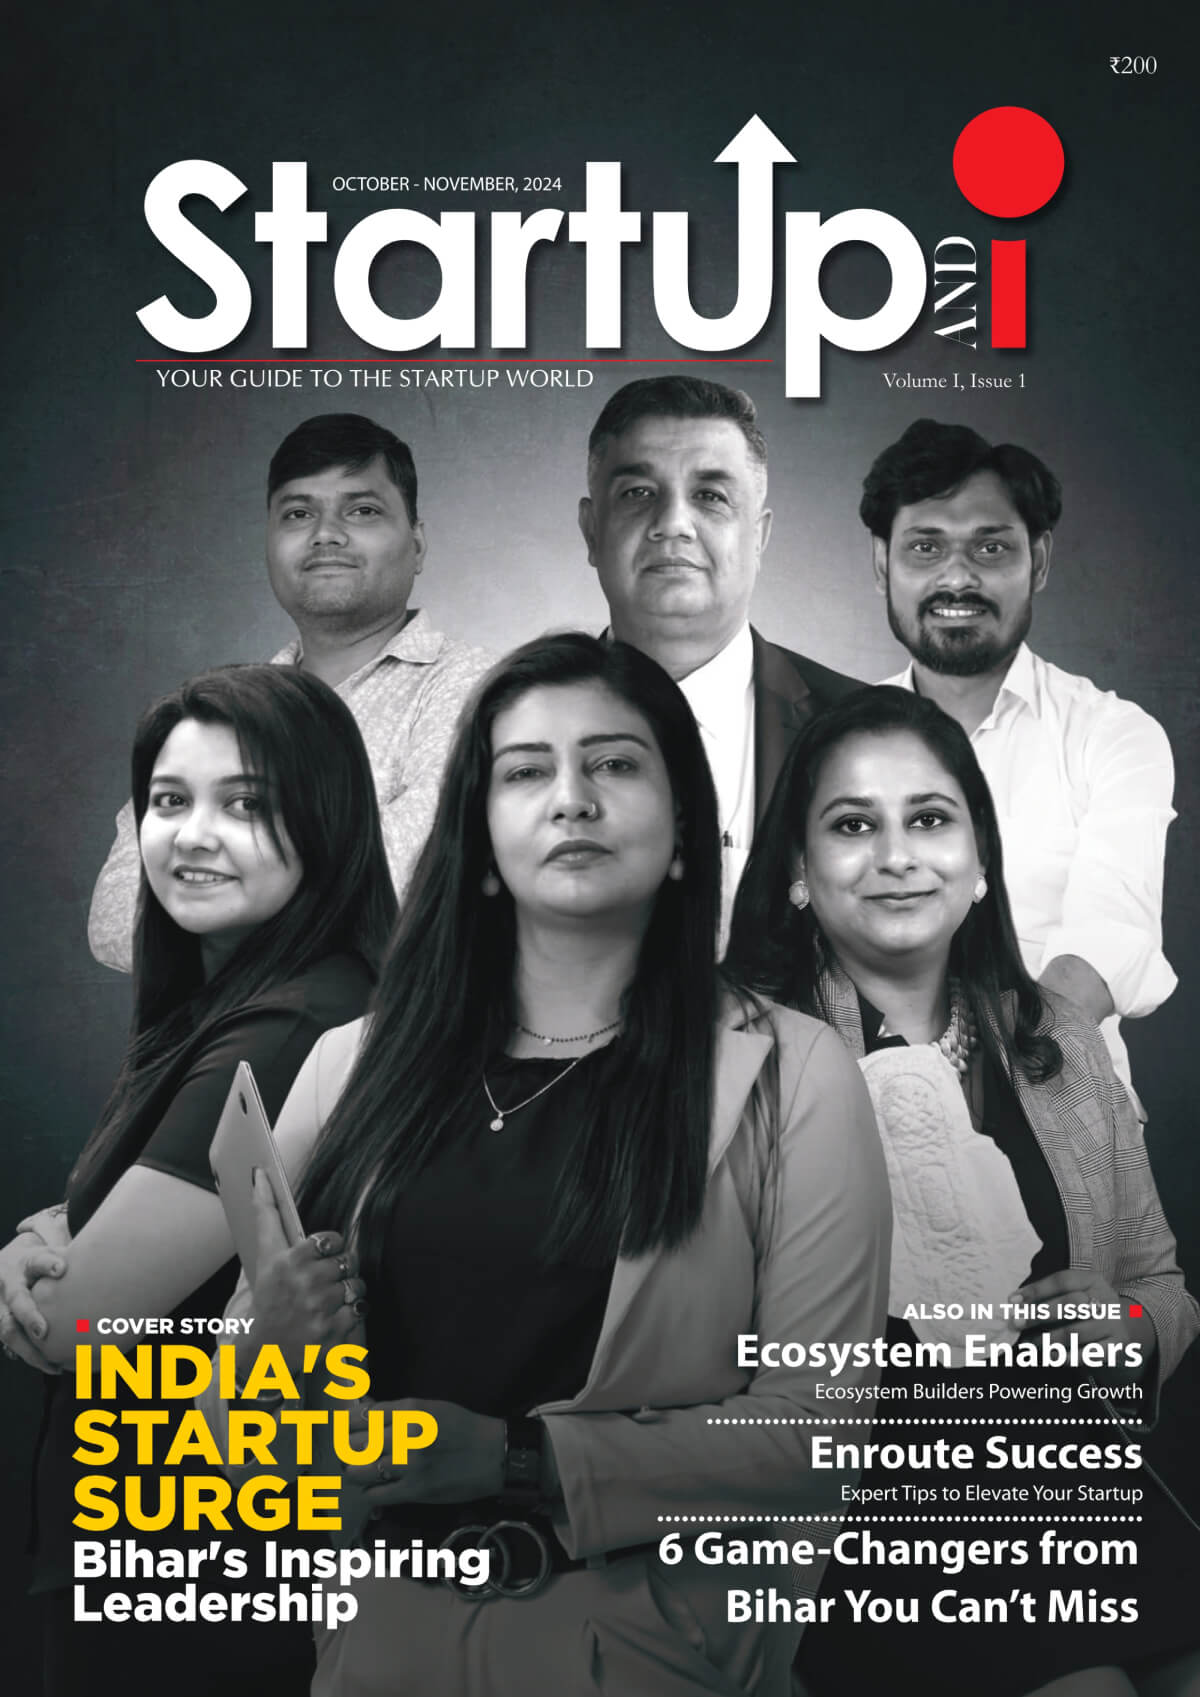 ₹200
OCTOBER - NOVEMBER, 2024
Startup AND i
YOUR GUIDE TO THE STARTUP WORLD
Volume I, Issue 1
COVER STORY
INDIA'S
STARTUP
SURGE
Bihar's Inspiring
Leadership
ALSO IN THIS ISSUE
Ecosystem Enablers
Ecosystem Builders Powering Growth
Enroute Success
Expert Tips to Elevate Your Startup
6 Game-Changers from
Bihar You Can’t Miss